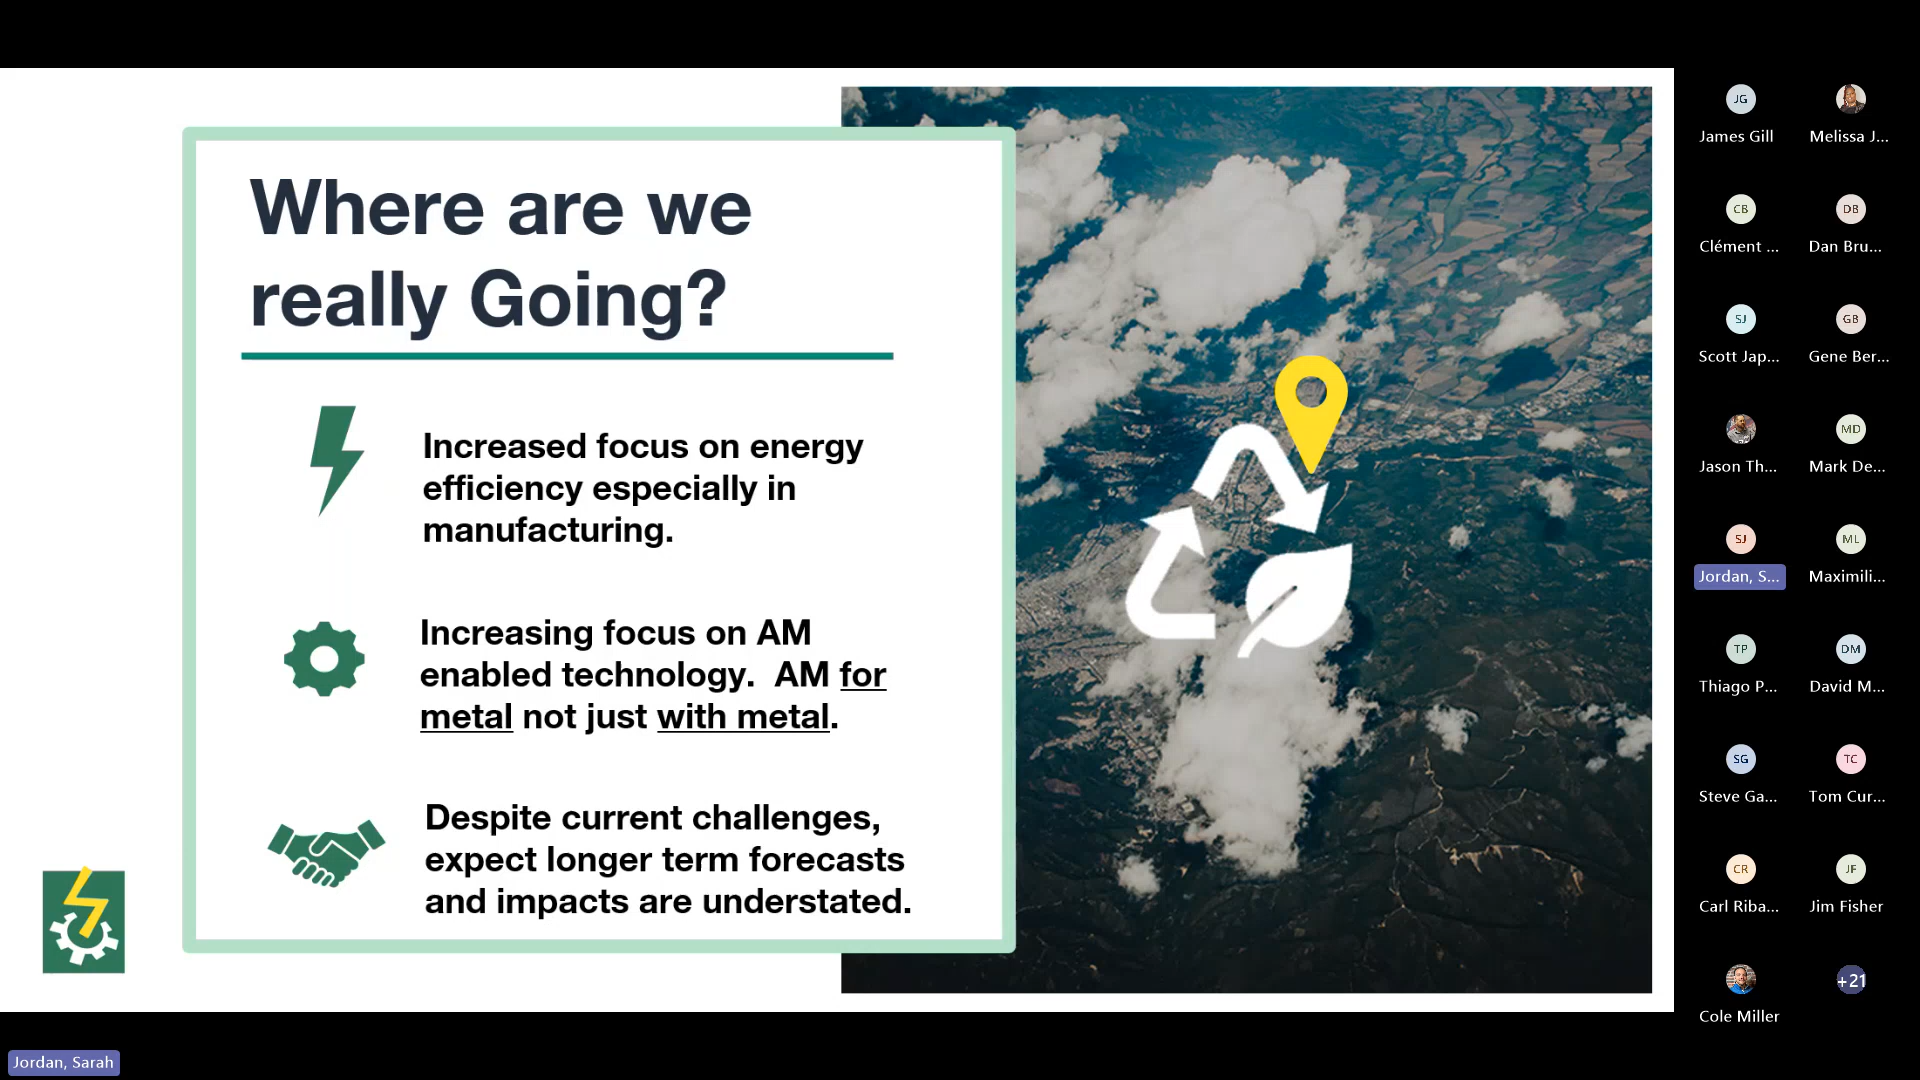 Where are we
really Going?
Increased focus on energy
efficiency especially in
manufacturing.
Increasing focus on AM
enabled technology.  AM for
metal not just with metal.
Despite current challenges,
expect longer term forecasts
and impacts are understated.
JG
James Gill
Melissa J...
CB
Clément ...
DB
Dan Bru...
SJ
Scott Jap...
GB
Gene Ber...
Jason Th...
MD
Mark De...
SJ
Jordan, S...
ML
Maximili...
TP
Thiago P...
DM
David M...
SG
Steve Ga...
TC
Tom Cur...
CR
Carl Riba...
JF
Jim Fisher
Cole Miller
+21
Jordan, Sarah